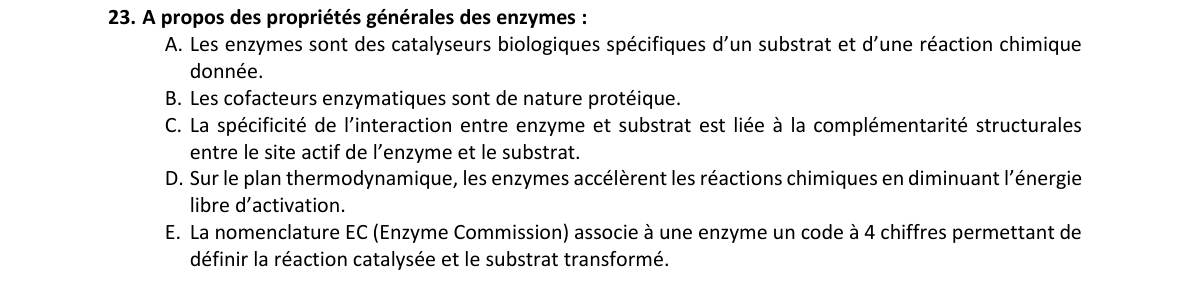 23. A propos des propriétés générales des enzymes :
A. Les enzymes sont des catalyseurs biologiques spécifiques d’un substrat et d’une réaction chimique
donnée.
B. Les cofacteurs enzymatiques sont de nature protéique.
C. La spécificité de l’interaction entre enzyme et substrat est liée à la complémentarité structurales
entre le site actif de l’enzyme et le substrat.
D. Sur le plan thermodynamique, les enzymes accélèrent les réactions chimiques en diminuant l’énergie
libre d’activation.
E. La nomenclature EC (Enzyme Commission) associe à une enzyme un code à 4 chiffres permettant de
définir la réaction catalysée et le substrat transformé.